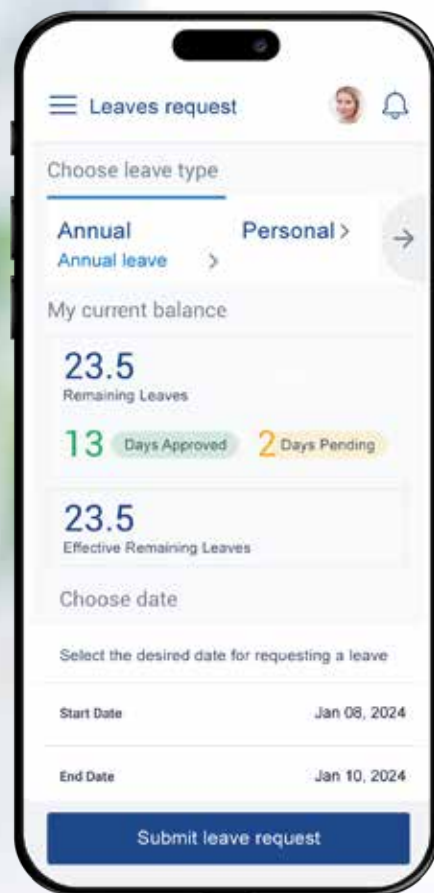 Leaves request
Choose leave type
Annual Personal
Annual leave
My current balance
23.5
Remaining Leaves
13 Days Approved 2 Days Pending
23.5
Effective Remaining Leaves
Choose date
Select the desired date for requesting a leave
Start Date Jan 08, 2024
End Date Jan 10, 2024
Submit leave request